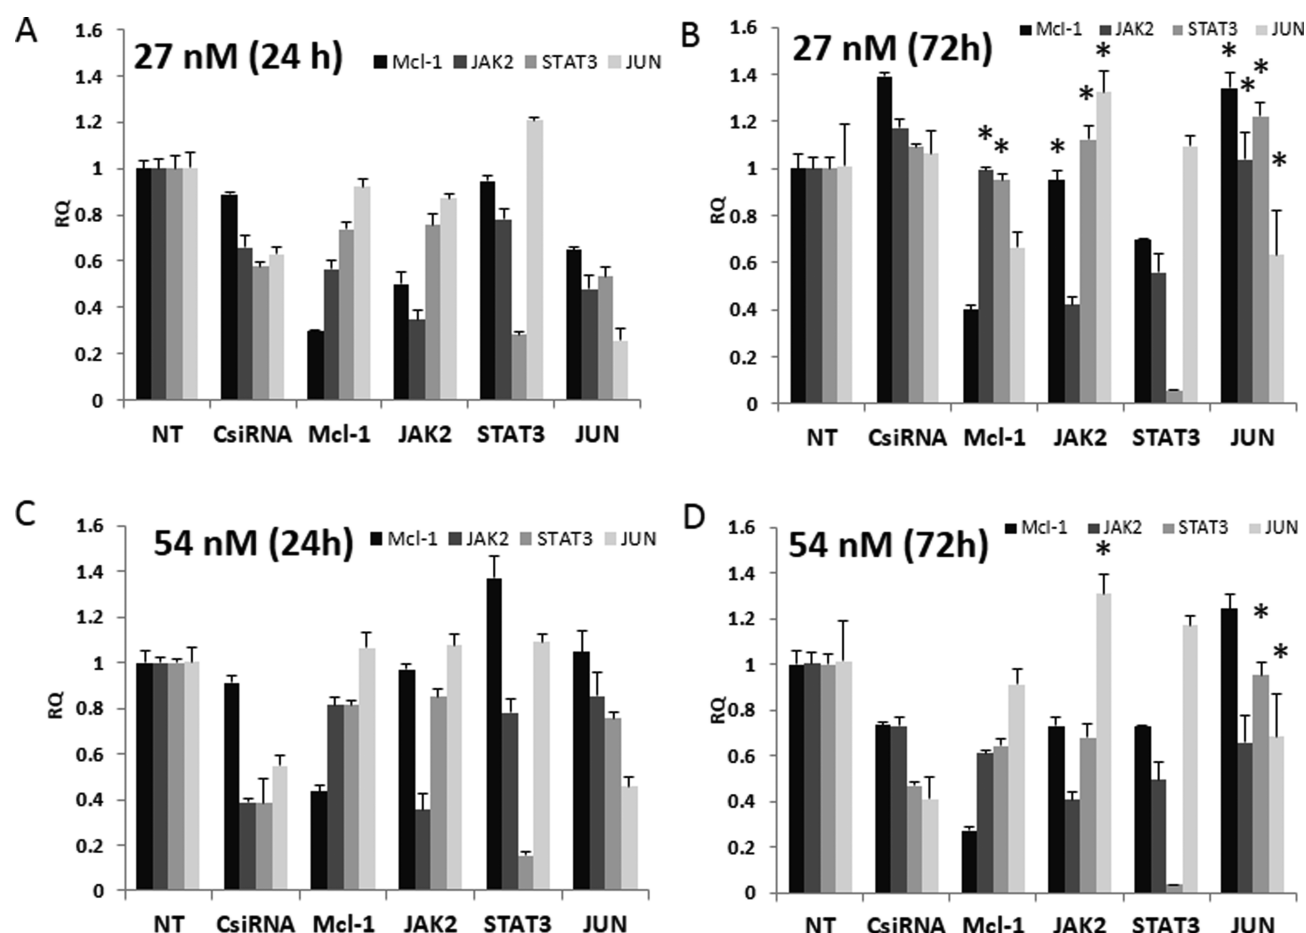 A
27 nM (24 h)
Mcl-1 JAK2 STAT3 JUN
1.6
1.4
1.2
1
0.8
0.6
0.4
0.2
0
RQ
NT CsiRNA Mcl-1 JAK2 STAT3 JUN
B
27 nM (72h)
Mcl-1 JAK2 STAT3 JUN
1.6
1.4
1.2
1
0.8
0.6
0.4
0.2
0
RQ
* * * * * * * * *
NT CsiRNA Mcl-1 JAK2 STAT3 JUN
C
54 nM (24h)
Mcl-1 JAK2 STAT3 JUN
1.6
1.4
1.2
1
0.8
0.6
0.4
0.2
0
RQ
NT CsiRNA Mcl-1 JAK2 STAT3 JUN
D
54 nM (72h)
Mcl-1 JAK2 STAT3 JUN
1.6
1.4
1.2
1
0.8
0.6
0.4
0.2
0
RQ
* * *
NT CsiRNA Mcl-1 JAK2 STAT3 JUN